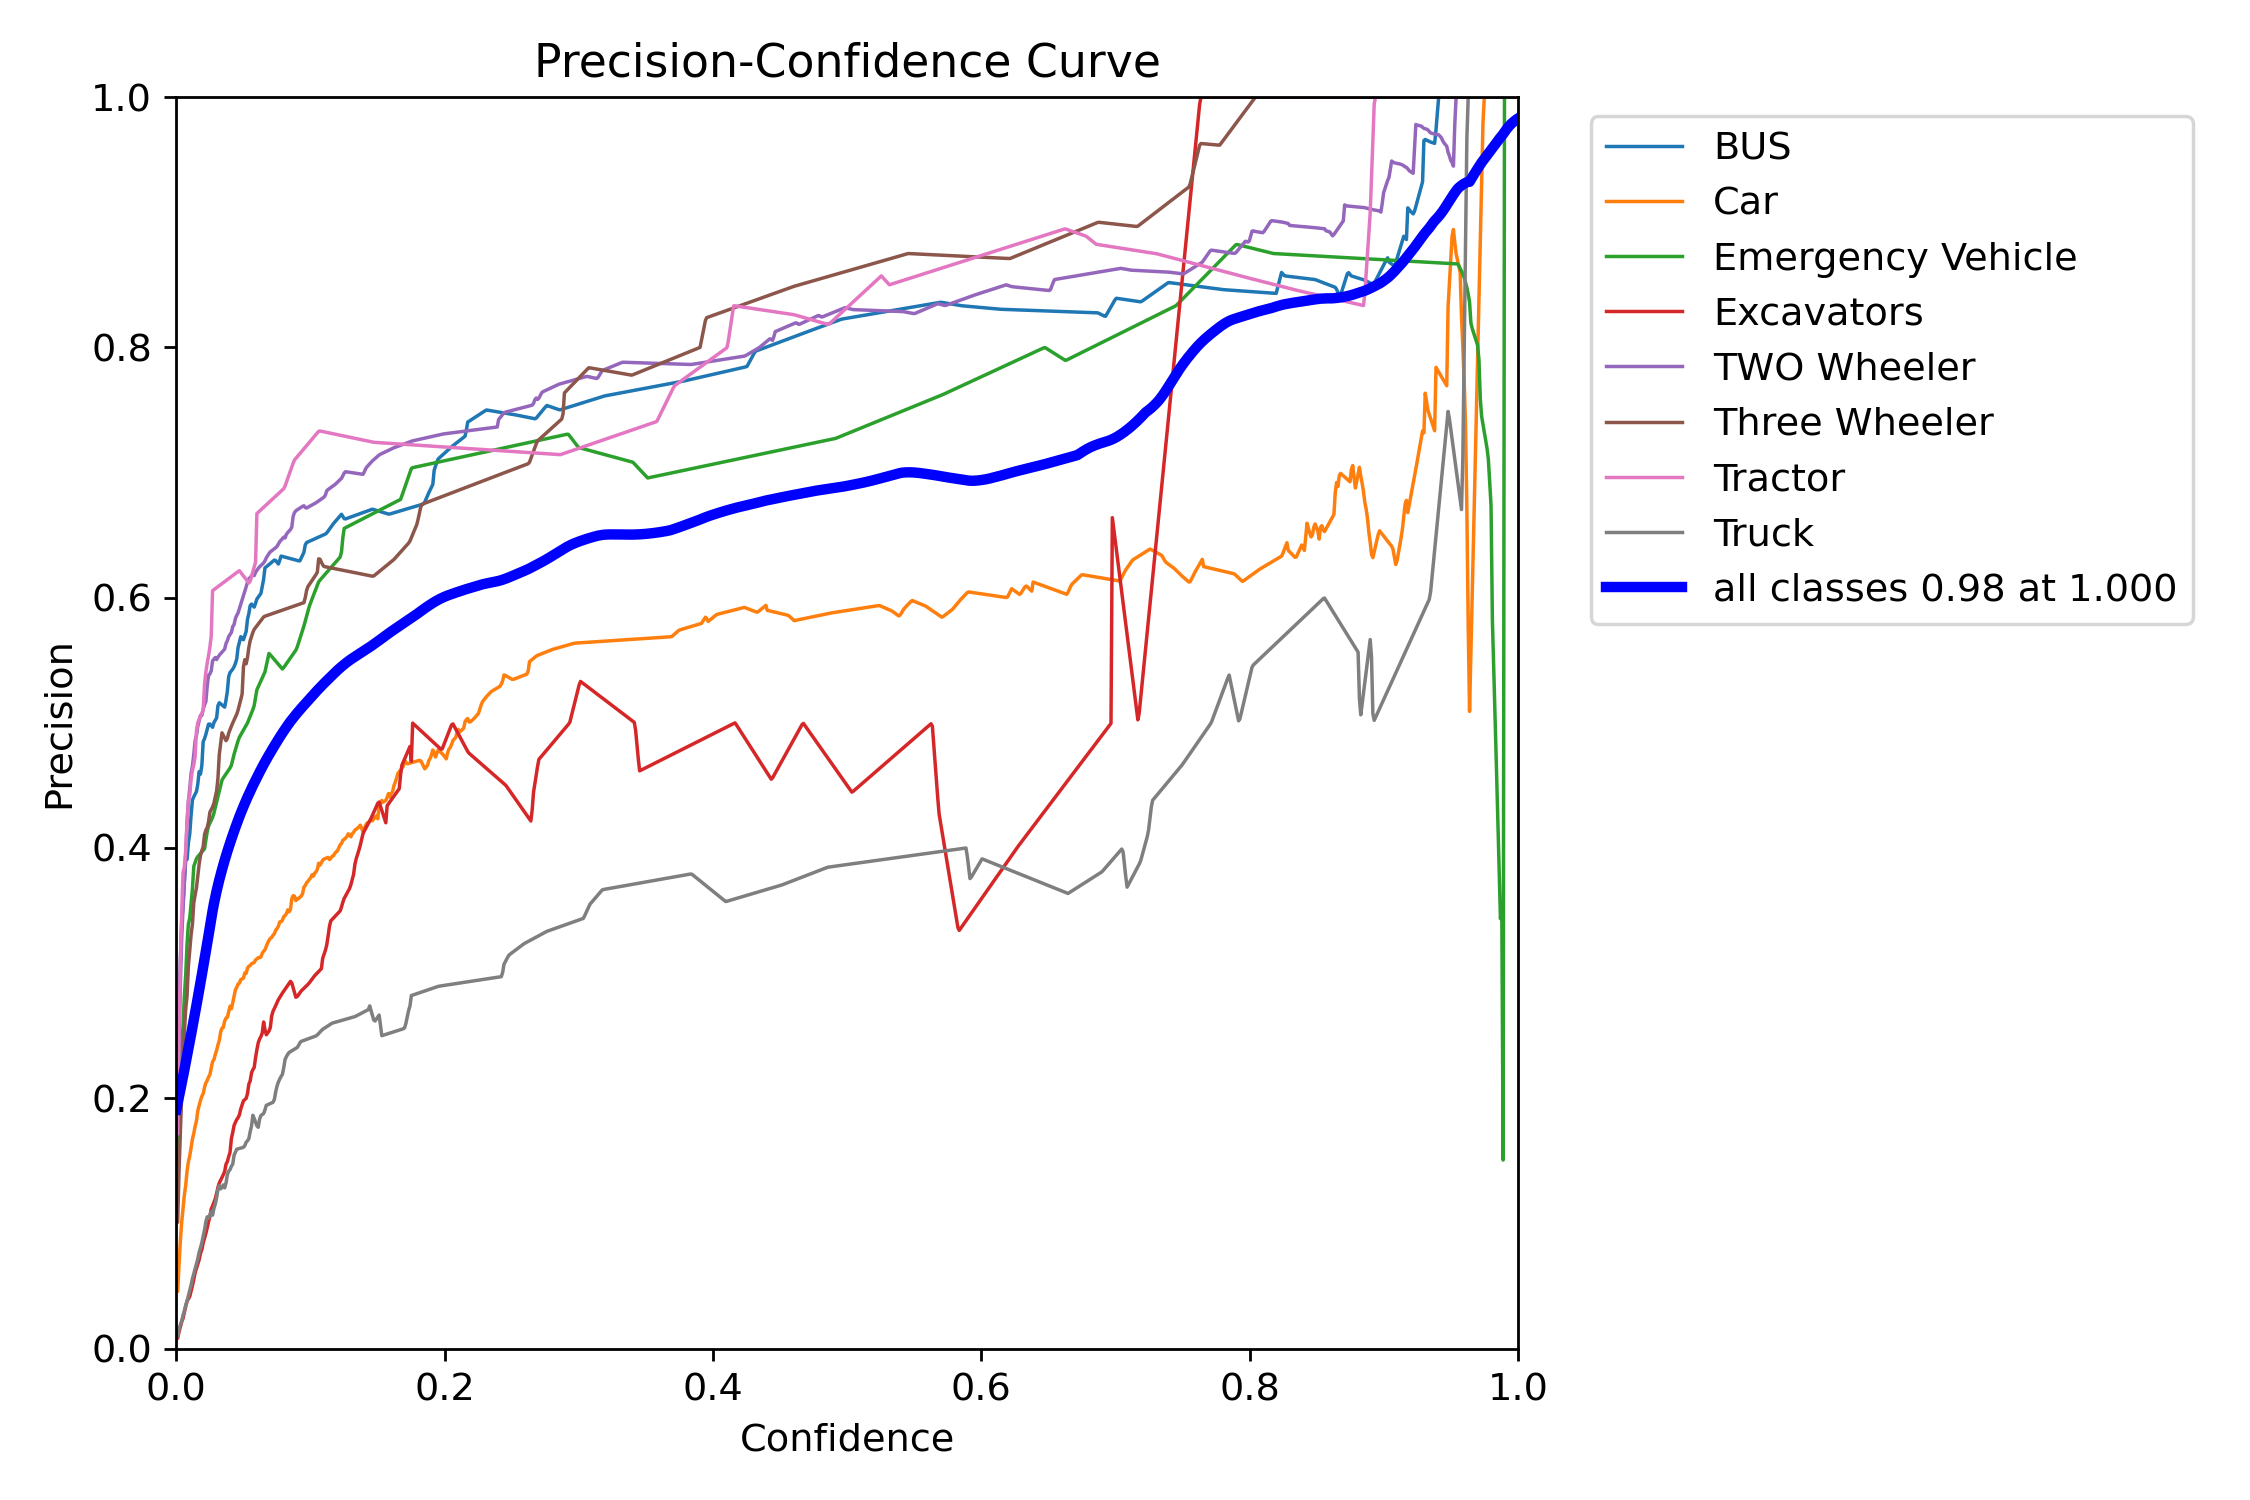 Precision-Confidence Curve
1.0
0.8
0.6
0.4
0.2
0.0
Precision
0.0 0.2 0.4 0.6 0.8 1.0
Confidence
BUS
Car
Emergency Vehicle
Excavators
TWO Wheeler
Three Wheeler
Tractor
Truck
all classes 0.98 at 1.000